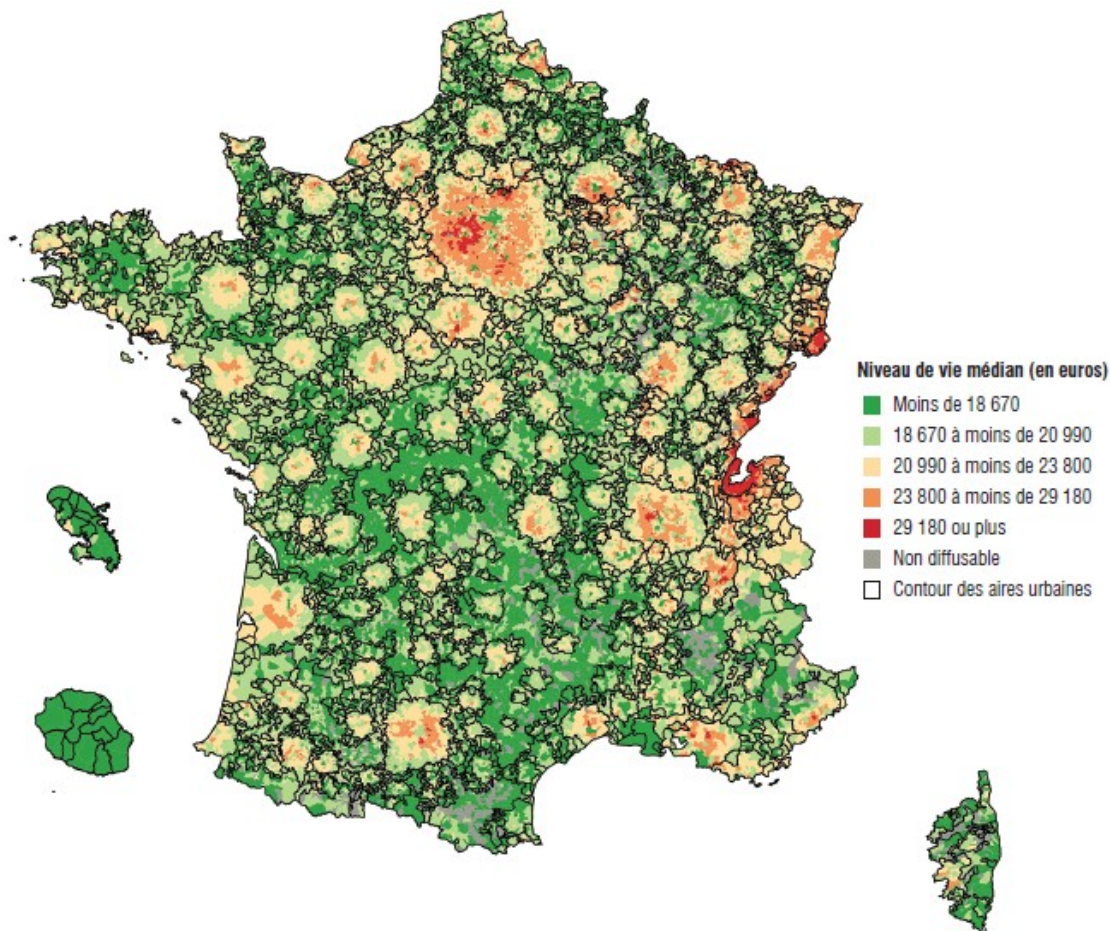 Niveau de vie médian (en euros)
Moins de 18 670
18 670 à moins de 20 990
20 990 à moins de 23 800
23 800 à moins de 29 180
29 180 ou plus
Non diffusable
Contour des aires urbaines